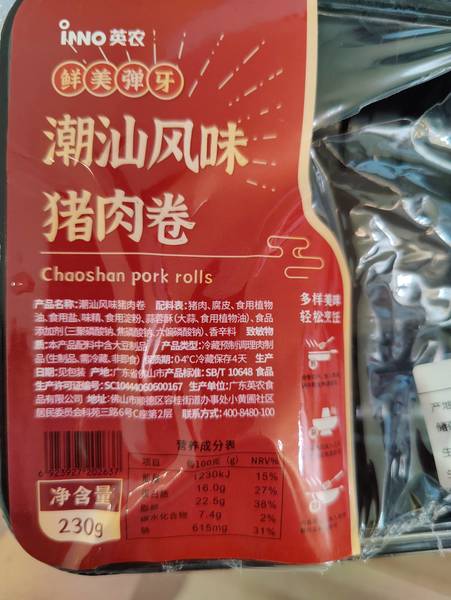 iNNO 英农
鲜美弹牙
潮汕风味
猪肉卷
Chaoshan pork rolls
产品名称:潮汕风味猪肉卷 配料表:猪肉、腐皮、食用植物
油、食用盐、味精、食用淀粉、蒜蓉酥(大蒜、食用植物油)、食品
添加剂(三聚磷酸钠、焦磷酸钠、六偏磷酸钠)、香辛料 致敏物
质:本产品配料中含大豆制品 产品类型:冷藏预制调理肉制
品(生制品、需冷藏、非即食) 保质期:0-4℃冷藏保存4天 生产
日期:见包装 产地:广东省佛山市 产品标准:SB/T 10648 食品
生产许可证编号:SC10444060600167 生产单位:广东英农食
品有限公司 地址:佛山市顺德区容桂街道办事处小黄圃社区
居民委员会科苑三路6号C座第2层 联系方式:400-8480-100
多样美味
轻松烹饪
营养成分表
项目 每100克(g) NRV%
1230kJ 15%
蛋白质 16.0g 27%
脂肪 22.5g 38%
碳水化合物 7.4g 2%
钠 615mg 31%
6 923927 202637
净含量
230g